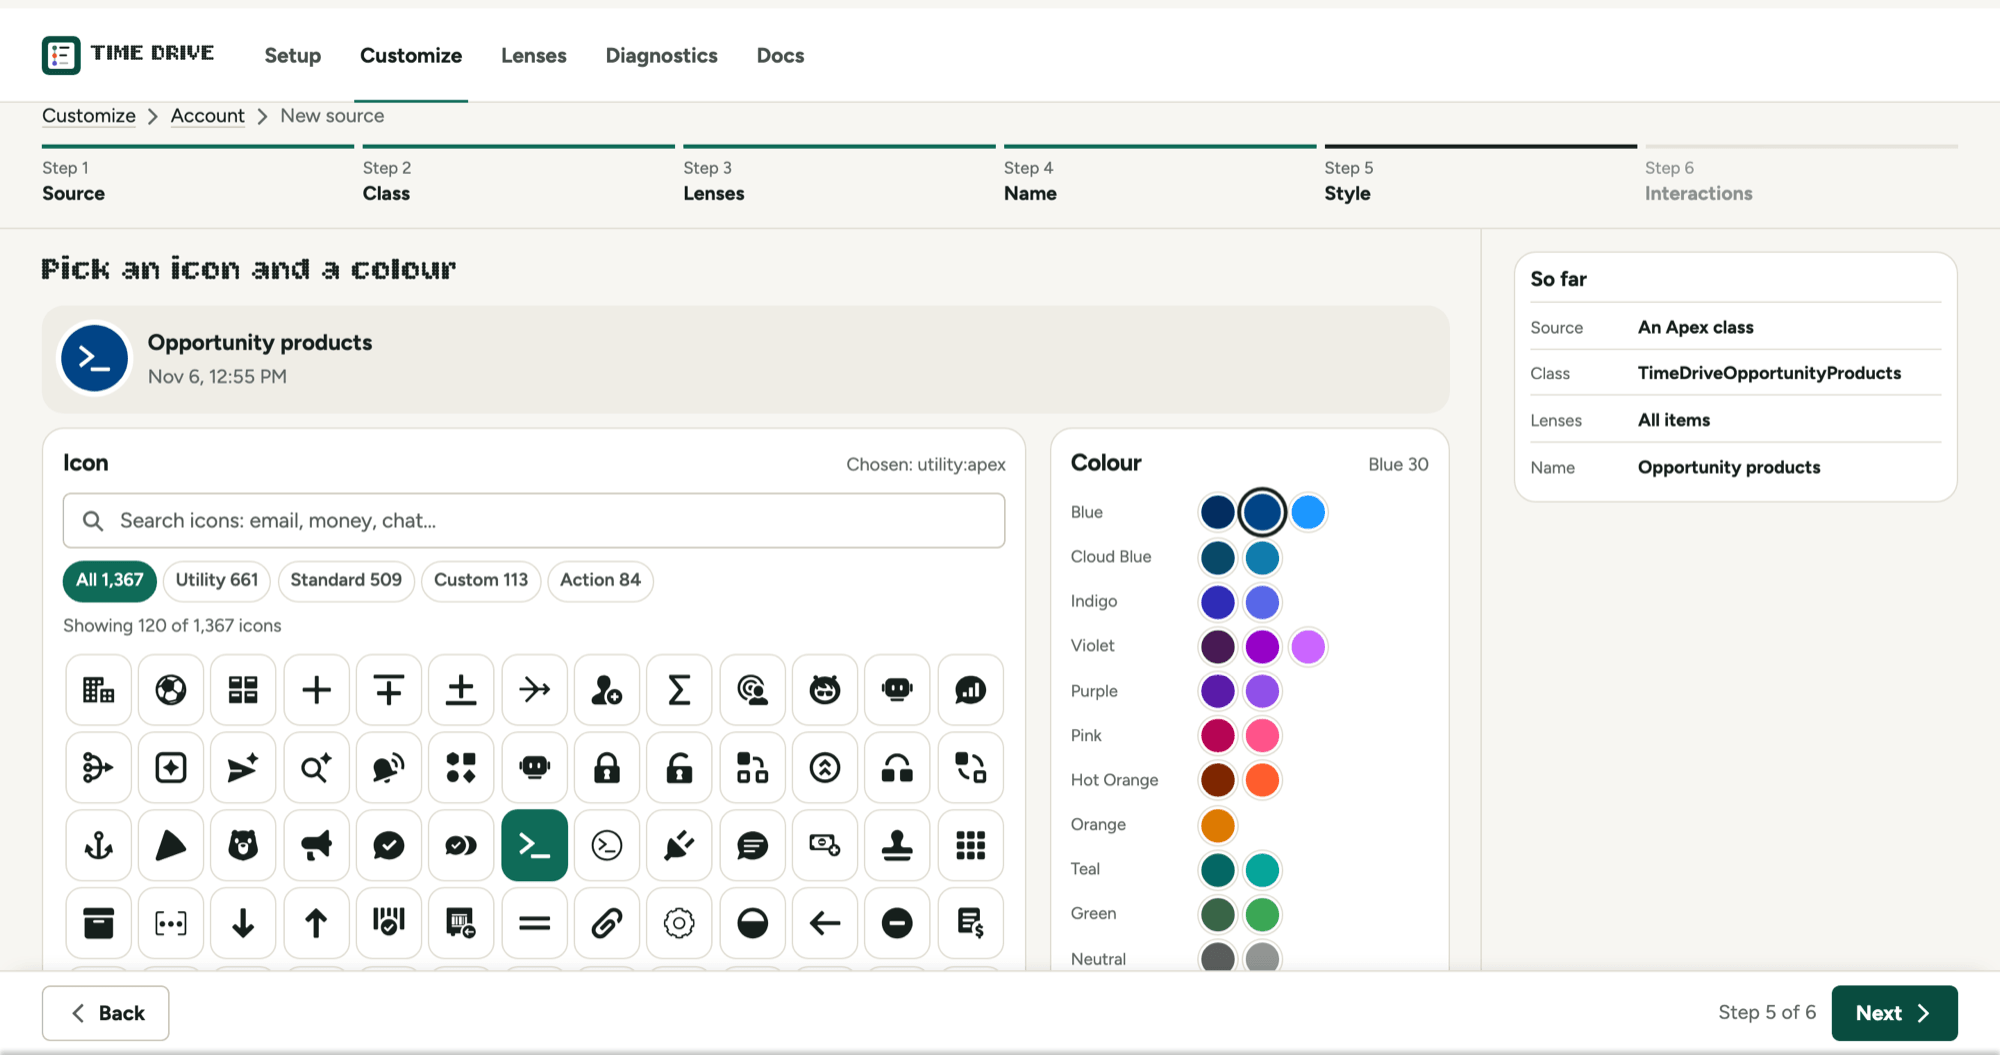 TIME DRIVE
Setup
Customize
Lenses
Diagnostics
Docs
Customize
Account
New source
Step 1
Source
Step 2
Class
Step 3
Lenses
Step 4
Name
Step 5
Style
Step 6
Interactions
Pick an icon and a colour
Opportunity products
Nov 6, 12:55 PM
Icon
Chosen: utility:apex
Search icons: email, money, chat...
All 1,367
Utility 661
Standard 509
Custom 113
Action 84
Showing 120 of 1,367 icons
Colour
Blue 30
Blue
Cloud Blue
Indigo
Violet
Purple
Pink
Hot Orange
Orange
Teal
Green
Neutral
So far
Source An Apex class
Class TimeDriveOpportunityProducts
Lenses All items
Name Opportunity products
Back
Step 5 of 6
Next